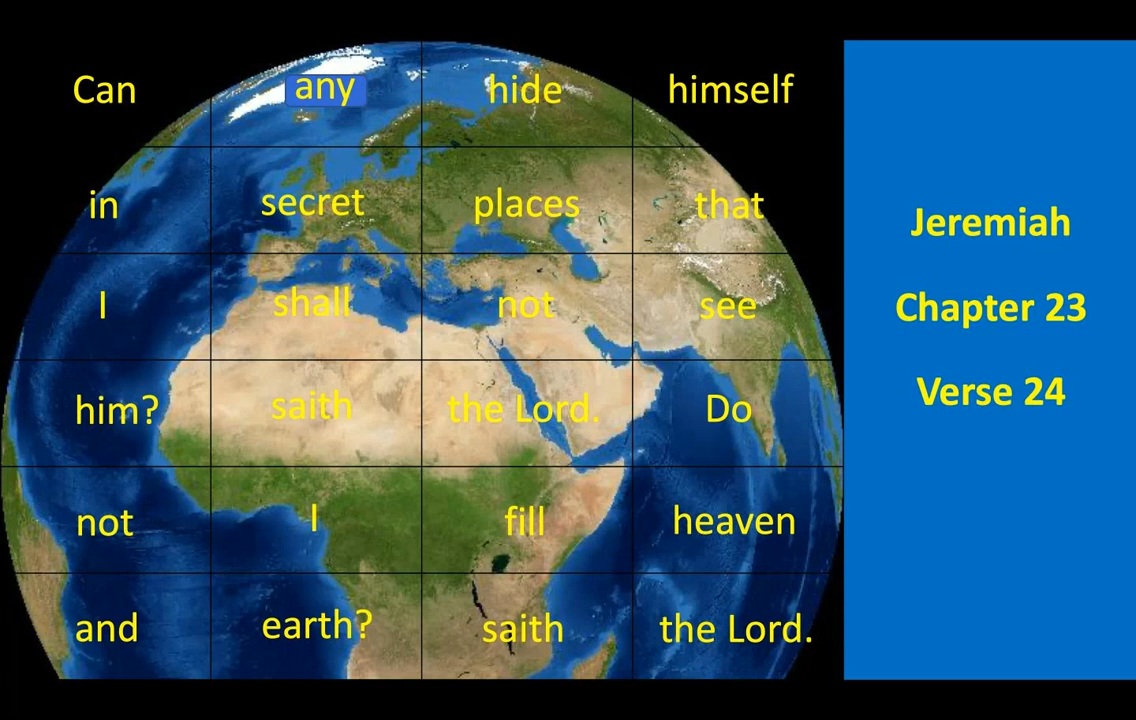 Can any hide himself
in secret places that
I shall not see
him? saith the Lord. Do
not I fill heaven
and earth? saith the Lord.
Jeremiah
Chapter 23
Verse 24